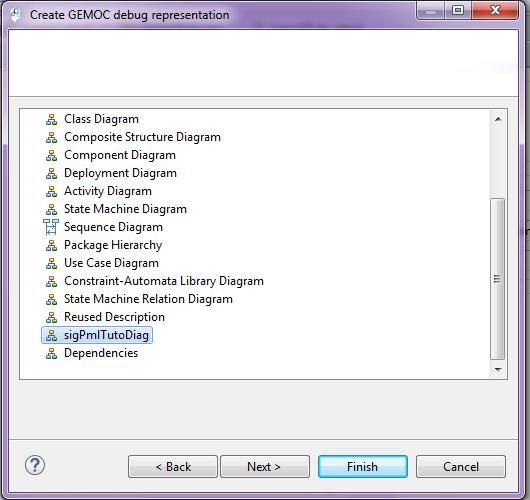 Create GEMOC debug representation
Class Diagram
Composite Structure Diagram
Component Diagram
Deployment Diagram
Activity Diagram
State Machine Diagram
Sequence Diagram
Package Hierarchy
Use Case Diagram
Constraint-Automata Library Diagram
State Machine Relation Diagram
Reused Description
sigPmlTutoDiag
Dependencies
?
< Back
Next >
Finish
Cancel